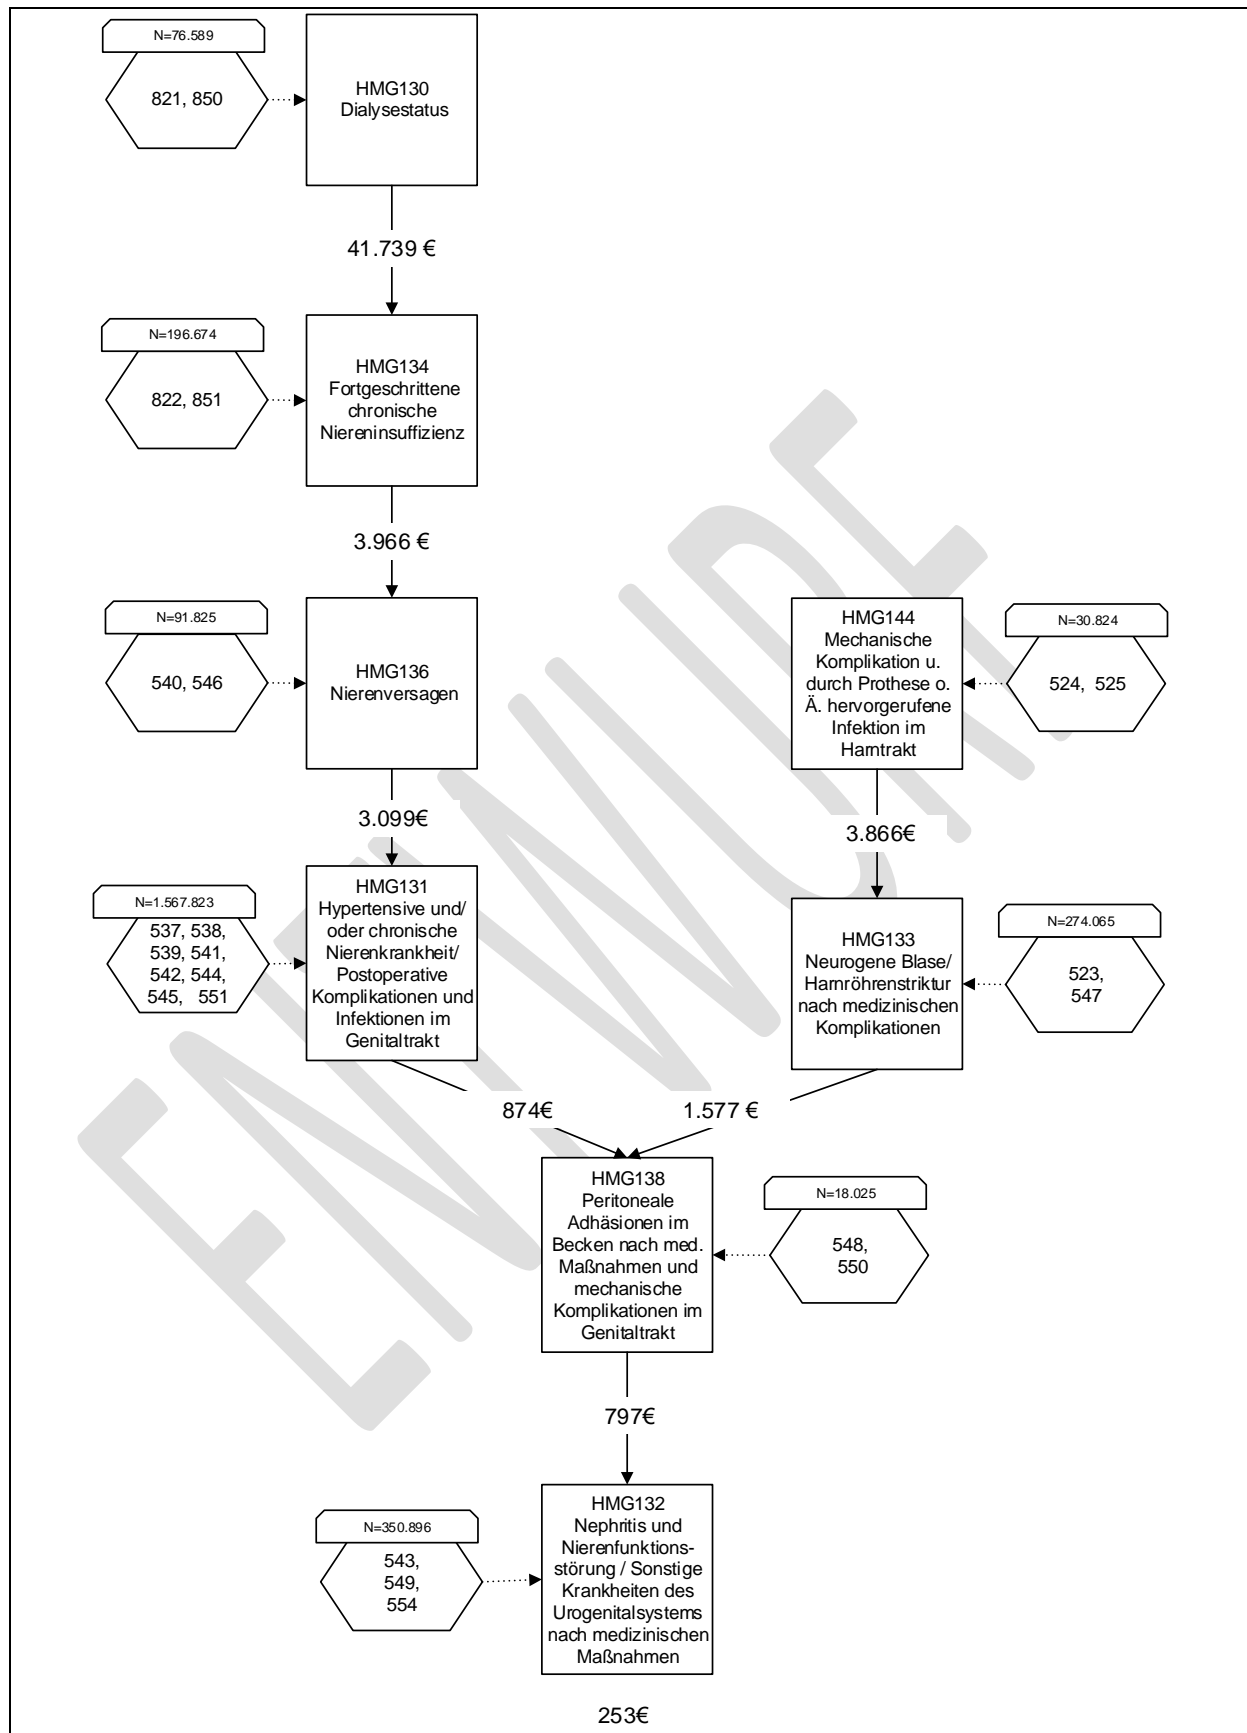 N=76.589
821, 850
HMG130
Dialysestatus
41.739 €
N=196.674
822, 851
HMG134
Fortgeschrittene
chronische
Niereninsuffizienz
3.966 €
N=91.825
540, 546
HMG136
Nierenversagen
HMG144
Mechanische
Komplikation u.
durch Prothese o.
Ä. hervorgerufene
Infektion im
Harntrakt
N=30.824
524, 525
3.099€
3.866€
N=1.567.823
537, 538,
539, 541,
542, 544,
545, 551
HMG131
Hypertensive und/
oder chronische
Nierenkrankheit/
Postoperative
Komplikationen und
Infektionen im
Genitaltrakt
HMG133
Neurogene Blase/
Harnröhrenstriktur
nach medizinischen
Komplikationen
N=274.065
523,
547
874€
1.577 €
HMG138
Peritoneale
Adhäsionen im
Becken nach med.
Maßnahmen und
mechanische
Komplikationen im
Genitaltrakt
N=18.025
548,
550
797€
N=350.896
543,
549,
554
HMG132
Nephritis und
Nierenfunktions-
störung / Sonstige
Krankheiten des
Urogenitalsystems
nach medizinischen
Maßnahmen
253€
ENTWURF